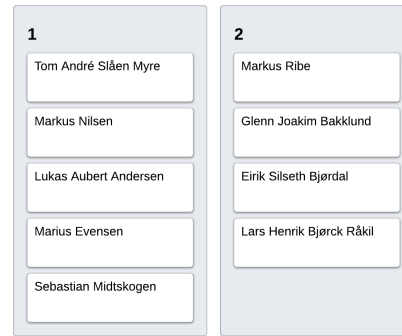 1
Tom André Slåen Myre
Markus Nilsen
Lukas Aubert Andersen
Marius Evensen
Sebastian Midtskogen
2
Markus Ribe
Glenn Joakim Bakklund
Eirik Silseth Bjørdal
Lars Henrik Bjørck Råkil